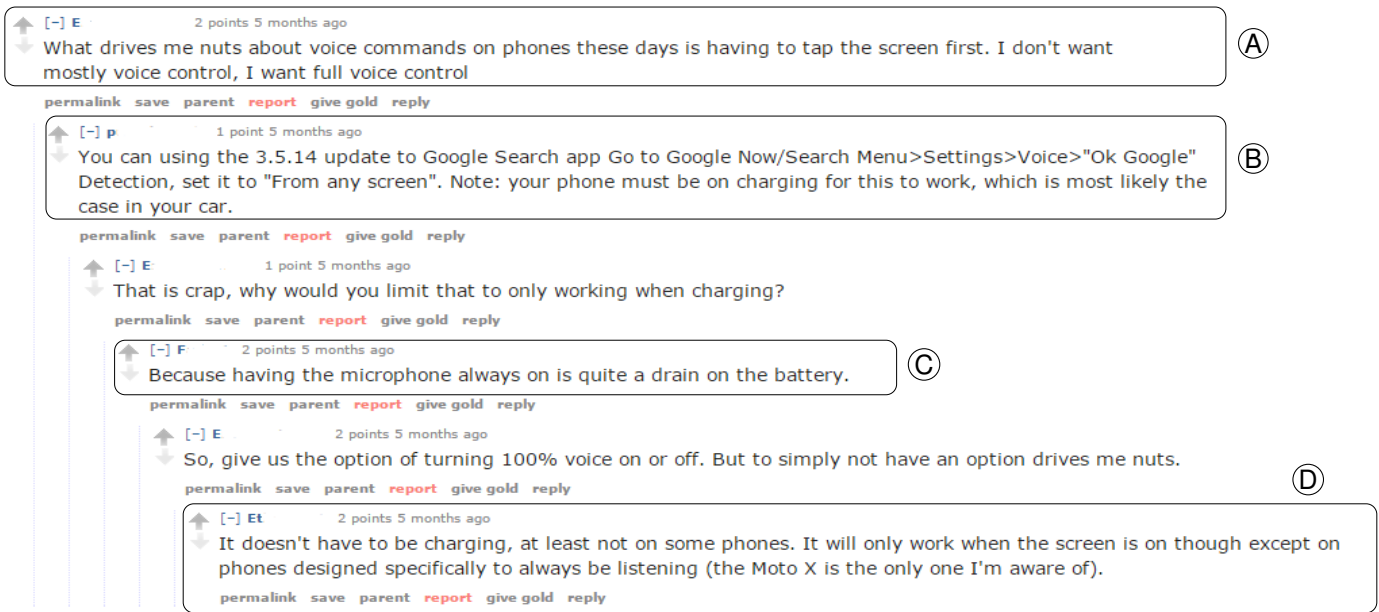 [–] E 2 points 5 months ago
What drives me nuts about voice commands on phones these days is having to tap the screen first. I don't want
mostly voice control, I want full voice control
A
permalink save parent report give gold reply
[–] p 1 point 5 months ago
You can using the 3.5.14 update to Google Search app Go to Google Now/Search Menu>Settings>Voice>"Ok Google"
Detection, set it to "From any screen". Note: your phone must be on charging for this to work, which is most likely the
case in your car.
B
permalink save parent report give gold reply
[–] E 1 point 5 months ago
That is crap, why would you limit that to only working when charging?
permalink save parent report give gold reply
[–] F 2 points 5 months ago
Because having the microphone always on is quite a drain on the battery.
C
permalink save parent report give gold reply
[–] E 2 points 5 months ago
So, give us the option of turning 100% voice on or off. But to simply not have an option drives me nuts.
permalink save parent report give gold reply
D
[–] Et 2 points 5 months ago
It doesn't have to be charging, at least not on some phones. It will only work when the screen is on though except on
phones designed specifically to always be listening (the Moto X is the only one I'm aware of).
permalink save parent report give gold reply